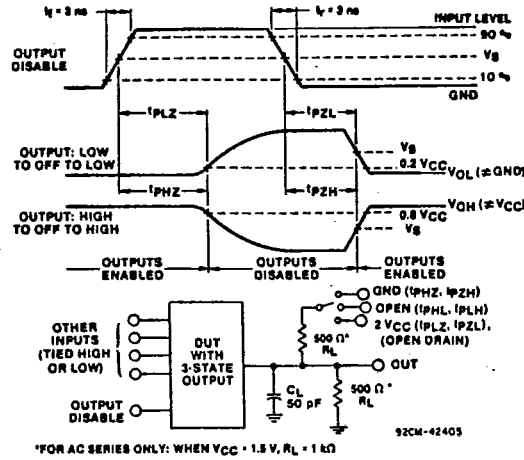 tr = 3 ns
tr = 3 ns
INPUT LEVEL
90 %
OUTPUT
DISABLE
VS
10 %
GND
tPLZ
tPZL
OUTPUT: LOW
TO OFF TO LOW
VS
0.2 VCC
VOL (≠GND)
tPHZ
tPZH
OUTPUT: HIGH
TO OFF TO
HIGH
VOH (≠VCC)
0.8 VCC
VS
OUTPUTS
ENABLED
OUTPUTS
DISABLED
OUTPUTS
ENABLED
GND (tPHZ, tPZH)
OPEN (tPHL, tPLH)
2 VCC (tPLZ, tPZL),
(OPEN DRAIN)
OTHER
INPUTS
(TIED HIGH
OR LOW)
DUT
WITH
3-STATE
OUTPUT
500 Ω*
RL
OUT
CL
50 pF
500 Ω*
RL
OUTPUT
DISABLE
92CM-42405
*FOR AC SERIES ONLY: WHEN VCC = 1.5 V, RL = 1 kΩ